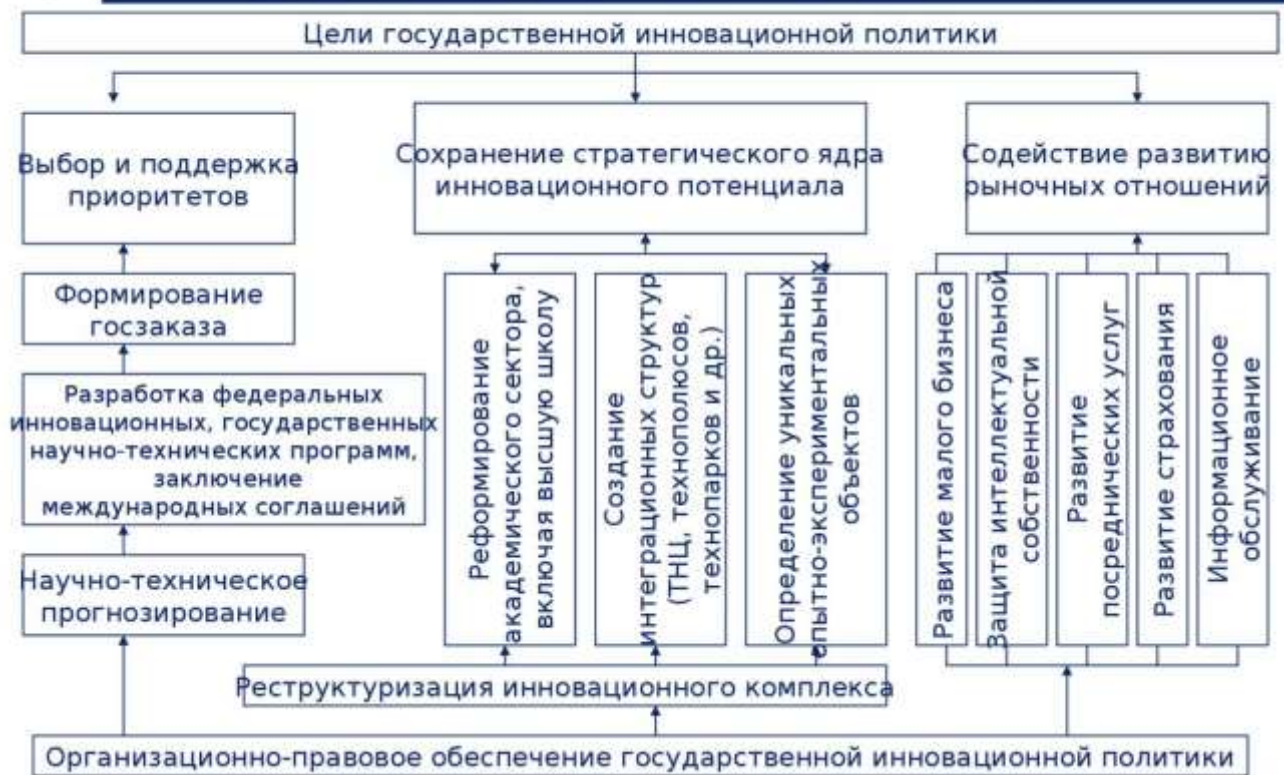 Цели государственной инновационной политики
Выбор и поддержка
приоритетов
Сохранение стратегического ядра
инновационного потенциала
Содействие развитию
рыночных отношений
Формирование
госзаказа
Разработка федеральных
инновационных, государственных
научно-технических программ,
заключение
международных соглашений
Научно-техническое
прогнозирование
Реформирование
академического сектора,
включая высшую школу
Создание
интеграционных структур
(ТНЦ, технополюсов,
технопарков и др.)
Определение уникальных
опытно-экспериментальных
объектов
Развитие малого бизнеса
Защита интеллектуальной
собственности
Развитие
посреднических услуг
Развитие страхования
Информационное
обслуживание
Реструктуризация инновационного комплекса
Организационно-правовое обеспечение государственной инновационной политики